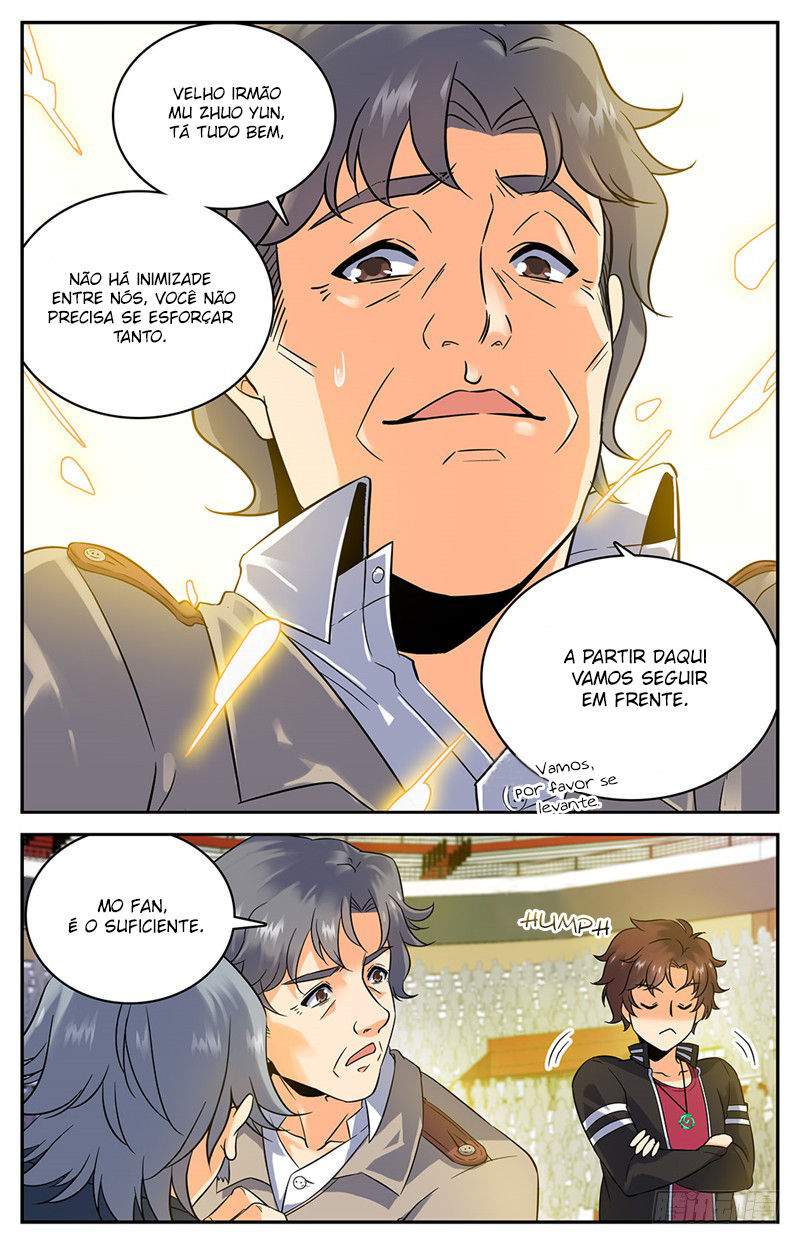 VELHO IRMÃO
MU ZHUO YUN,
TÁ TUDO BEM,
NÃO HÁ INIMIZADE
ENTRE NÓS, VOCÊ NÃO
PRECISA SE ESFORÇAR
TANTO.
A PARTIR DAQUI
VAMOS SEGUIR
EM FRENTE.
Vamos,
por favor se
levante.
MO FAN,
É O SUFICIENTE.
HUMPH